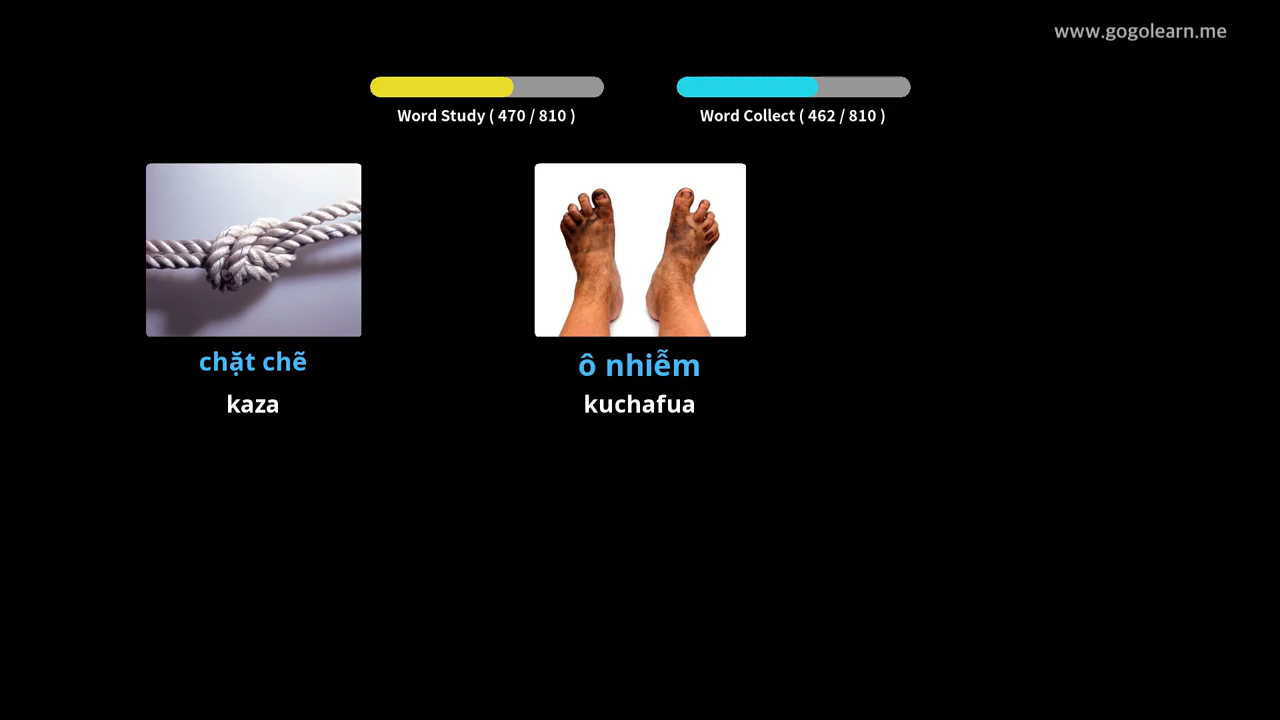 www.gogolearn.me
Word Study ( 470 / 810 )
Word Collect ( 462 / 810 )
chặt chẽ
kaza
ô nhiễm
kuchafua